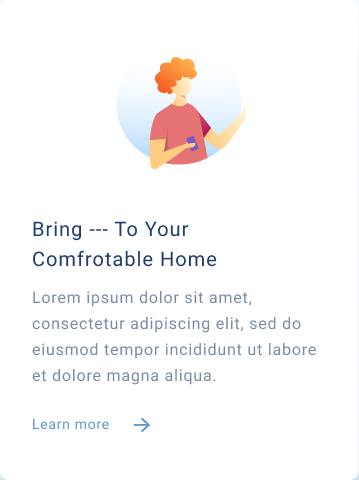 Bring --- To Your
Comfrotable Home
Lorem ipsum dolor sit amet,
consectetur adipiscing elit, sed do
eiusmod tempor incididunt ut labore
et dolore magna aliqua.
Learn more